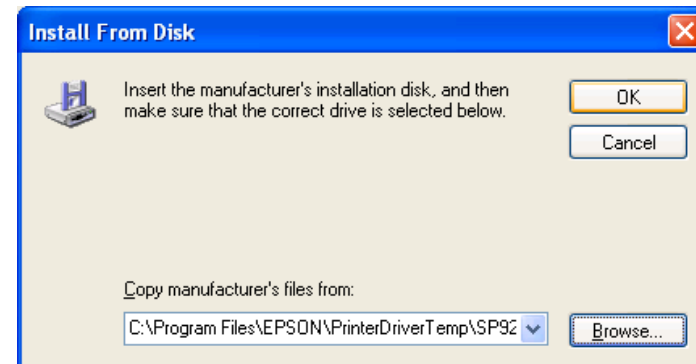 Install From Disk
Insert the manufacturer's installation disk, and then
make sure that the correct drive is selected below.
OK
Cancel
Copy manufacturer's files from:
C:\Program Files\EPSON\PrinterDriverTemp\SP92
Browse...